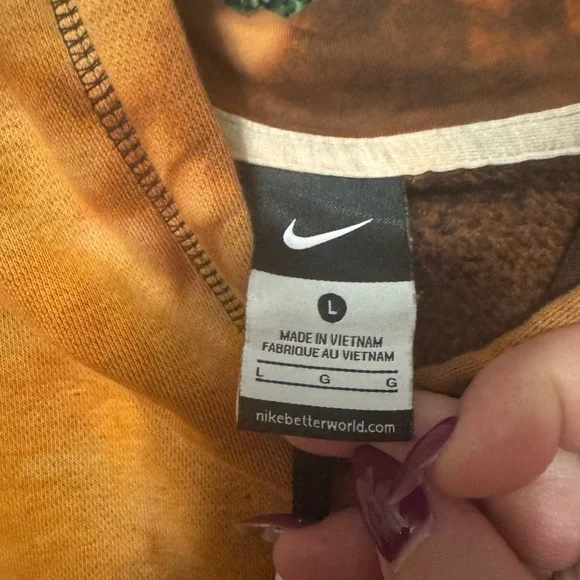 L
MADE IN VIETNAM
FABRIQUE AU VIETNAM
L G G
nikebetterworld.com